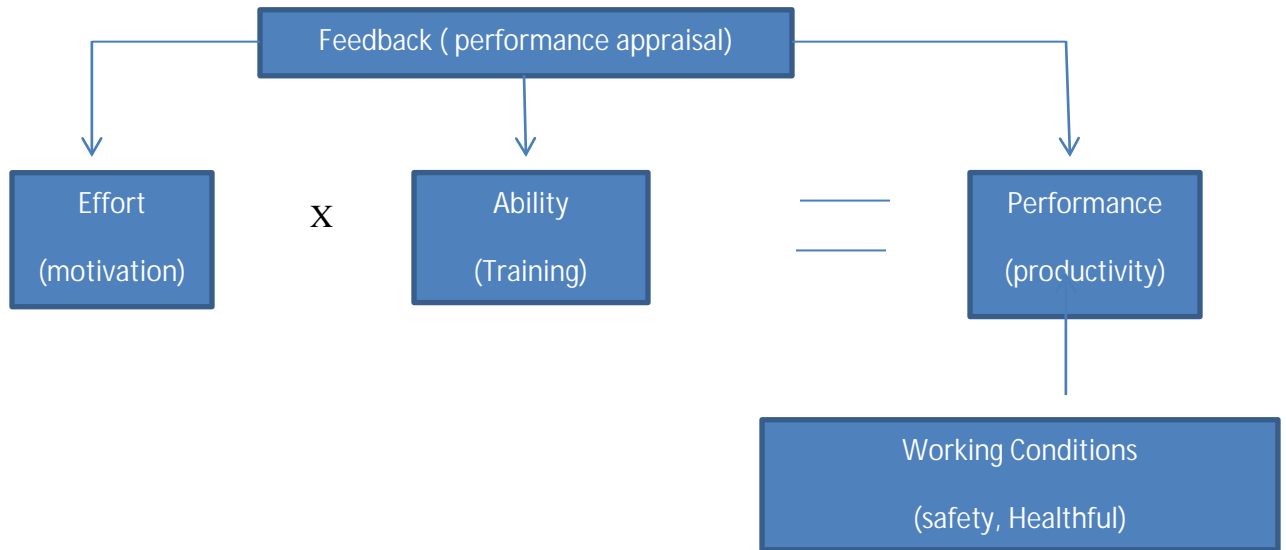 Feedback ( performance appraisal)
Effort
(motivation)
X
Ability
(Training)
Performance
(productivity)
Working Conditions
(safety, Healthful)